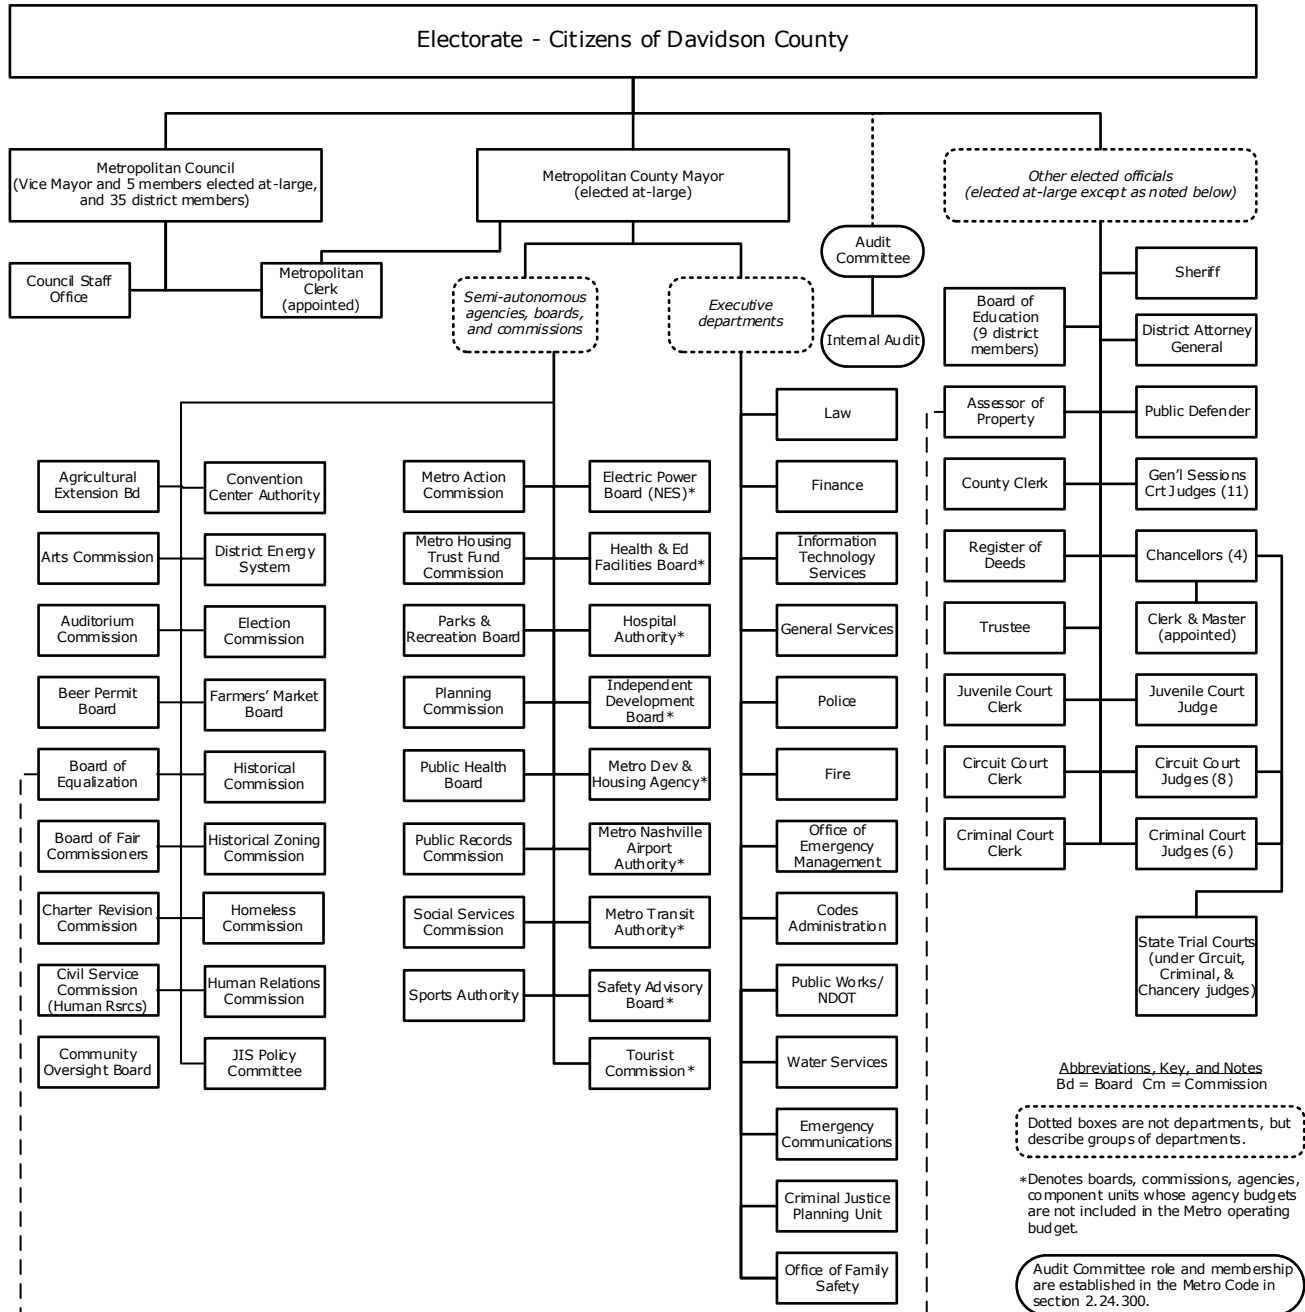 Electorate - Citizens of Davidson County
Metropolitan Council
(Vice Mayor and 5 members elected at-large,
and 35 district members)
Metropolitan County Mayor
(elected at-large)
Other elected officials
(elected at-large except as noted below)
Council Staff
Office
Metropolitan
Clerk
(appointed)
Semi-autonomous
agencies, boards,
and commissions
Executive
departments
Audit
Committee
Internal Audit
Agricultural
Extension Bd
Arts Commission
Auditorium
Commission
Beer Permit
Board
Board of
Equalization
Board of Fair
Commissioners
Charter Revision
Commission
Civil Service
Commission
(Human Rsrcs)
Community
Oversight Board
Convention
Center Authority
District Energy
System
Election
Commission
Farmers' Market
Board
Historical
Commission
Historical Zoning
Commission
Homeless
Commission
Human Relations
Commission
JIS Policy
Committee
Metro Action
Commission
Metro Housing
Trust Fund
Commission
Parks &
Recreation Board
Planning
Commission
Public Health
Board
Public Records
Commission
Social Services
Commission
Sports Authority
Electric Power
Board (NES)*
Health & Ed
Facilities Board*
Hospital
Authority*
Independent
Development
Board*
Metro Dev &
Housing Agency*
Metro Nashville
Airport
Authority*
Metro Transit
Authority*
Safety Advisory
Board*
Tourist
Commission*
Law
Finance
Information
Technology
Services
General Services
Police
Fire
Office of
Emergency
Management
Codes
Administration
Public Works/
NDOT
Water Services
Emergency
Communications
Criminal Justice
Planning Unit
Office of Family
Safety
Board of
Education
(9 district
members)
Assessor of
Property
County Clerk
Register of
Deeds
Trustee
Juvenile Court
Clerk
Circuit Court
Clerk
Criminal Court
Clerk
Sheriff
District Attorney
General
Public Defender
Gen'l Sessions
Crt Judges (11)
Chancellors (4)
Clerk & Master
(appointed)
Juvenile Court
Judge
Circuit Court
Judges (8)
Criminal Court
Judges (6)
State Trial Courts
(under Circuit,
Criminal, &
Chancery judges)
Abbreviations, Key, and Notes
Bd = Board Cm = Commission
Dotted boxes are not departments, but
describe groups of departments.
*Denotes boards, commissions, agencies,
component units whose agency budgets
are not included in the Metro operating
budget.
Audit Committee role and membership
are established in the Metro Code in
section 2.24.300.